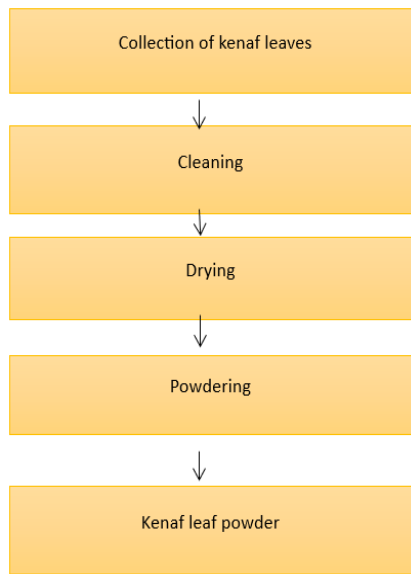 Collection of kenaf leaves
Cleaning
Drying
Powdering
Kenaf leaf powder